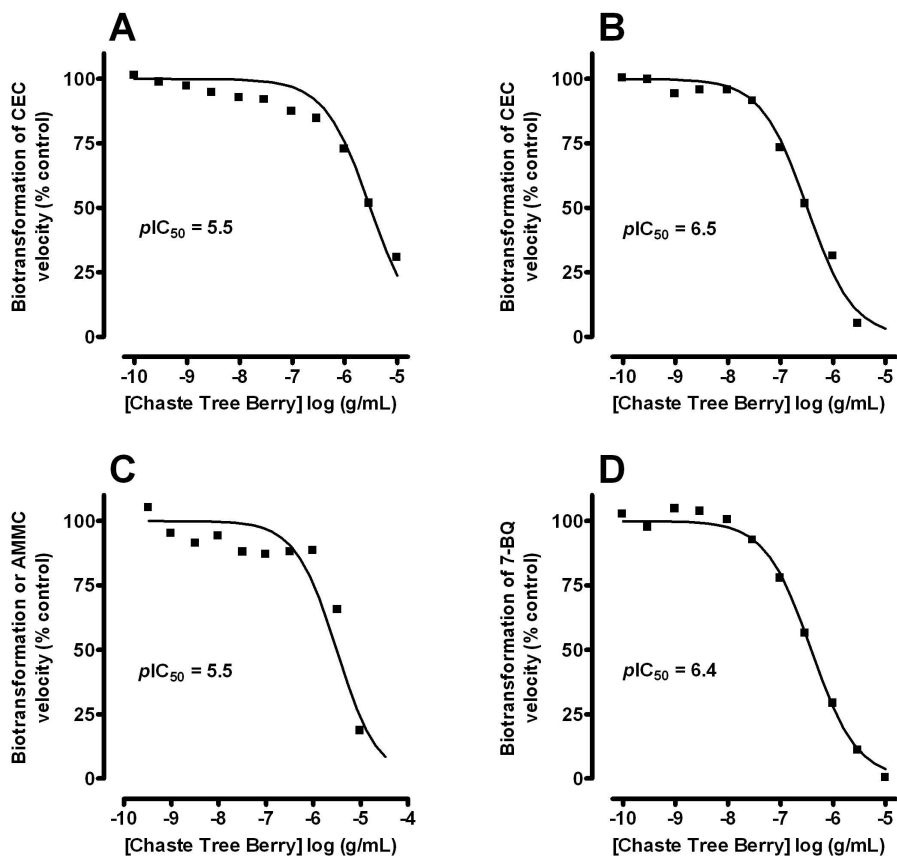 A
Biotransformation of CEC
velocity (% control)
100
75
50
25
0
pIC50 = 5.5
-10 -9 -8 -7 -6 -5
[Chaste Tree Berry] log (g/mL)
B
Biotransformation of CEC
velocity (% control)
100
75
50
25
0
pIC50 = 6.5
-10 -9 -8 -7 -6 -5
[Chaste Tree Berry] log (g/mL)
C
Biotransformation or AMMC
velocity (% control)
100
75
50
25
0
pIC50 = 5.5
-10 -9 -8 -7 -6 -5 -4
[Chaste Tree Berry] log (g/mL)
D
Biotransformation of 7-BQ
velocity (% control)
100
75
50
25
0
pIC50 = 6.4
-10 -9 -8 -7 -6 -5
[Chaste Tree Berry] log (g/mL)